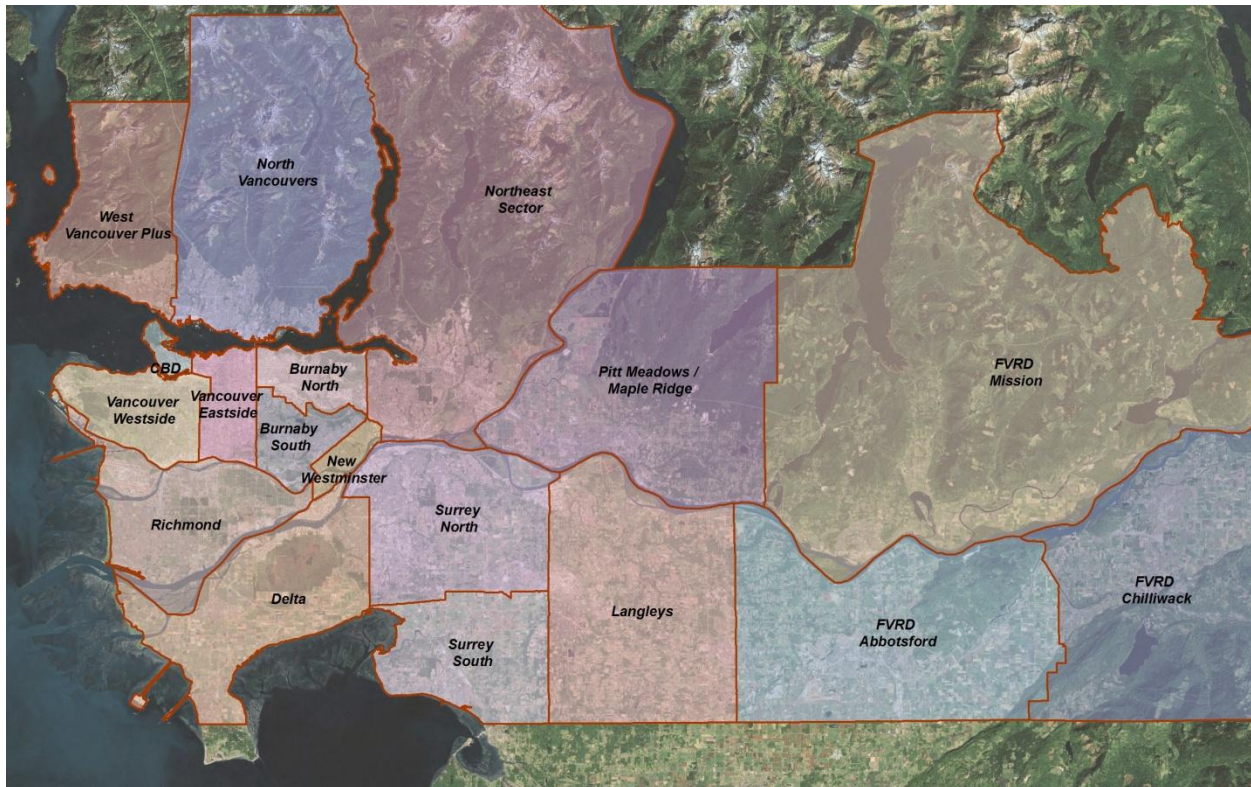 North
Vancouvers
Northeast
Sector
West
Vancouver Plus
CBD
Burnaby
North
Pitt Meadows /
Maple Ridge
FVRD
Mission
Vancouver
Westside
Vancouver
Eastside
Burnaby
South
New
Westminster
Richmond
Surrey
North
Delta
Langleys
FVRD
Abbotsford
FVRD
Chilliwack
Surrey
South